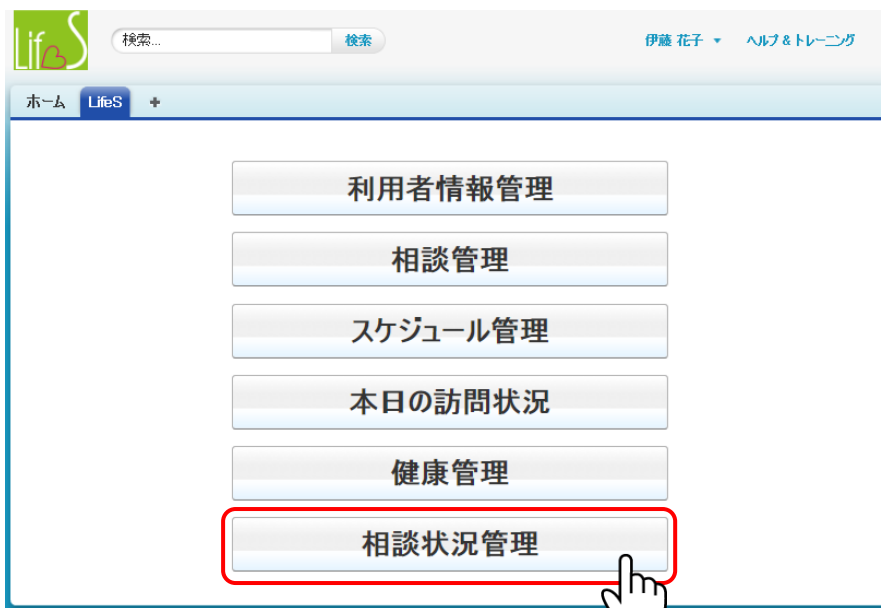 LifeS
検索...
検索
伊藤 花子
ヘルプ & トレーニング
ホーム
LifeS
+
利用者情報管理
相談管理
スケジュール管理
本日の訪問状況
健康管理
相談状況管理